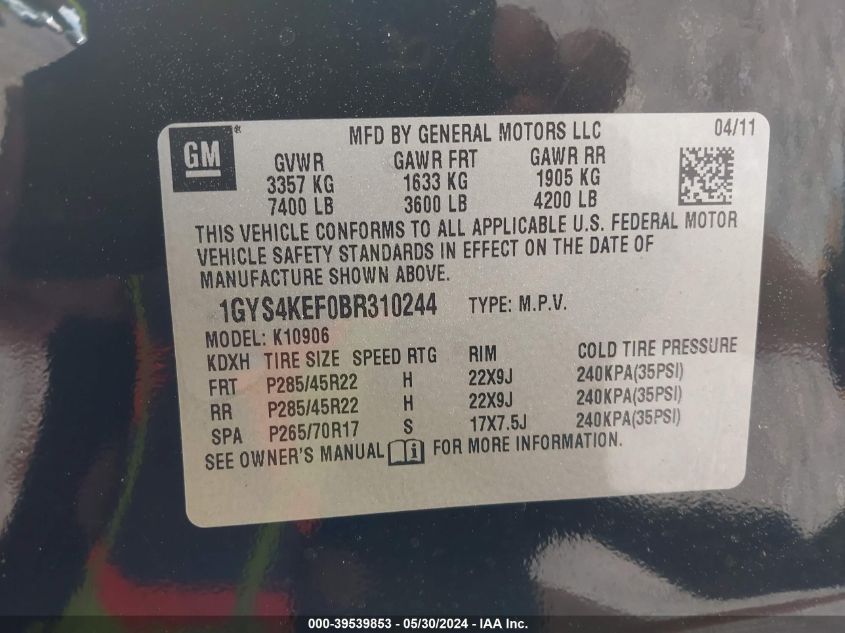 GM MFD BY GENERAL MOTORS LLC 04/11
GVWR GAWR FRT GAWR RR
3357 KG 1633 KG 1905 KG
7400 LB 3600 LB 4200 LB
THIS VEHICLE CONFORMS TO ALL APPLICABLE U.S. FEDERAL MOTOR
VEHICLE SAFETY STANDARDS IN EFFECT ON THE DATE OF
MANUFACTURE SHOWN ABOVE.
1GYS4KEF0BR310244 TYPE: M.P.V.
MODEL: K10906
KDXH TIRE SIZE SPEED RTG RIM COLD TIRE PRESSURE
FRT P285/45R22 H 22X9J 240KPA(35PSI)
RR P285/45R22 H 22X9J 240KPA(35PSI)
SPA P265/70R17 S 17X7.5J 240KPA(35PSI)
SEE OWNER'S MANUAL FOR MORE INFORMATION.
000-39539853 - 05/30/2024 - IAA Inc.